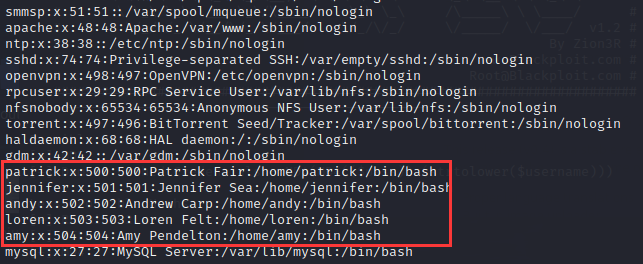 smmsp:x:51:51::/var/spool/mqueue:/sbin/nologin
apache:x:48:48:Apache:/var/www:/sbin/nologin
ntp:x:38:38::/etc/ntp:/sbin/nologin
sshd:x:74:74:Privilege-separated SSH:/var/empty/sshd:/sbin/nologin
openvpn:x:498:497:OpenVPN:/etc/openvpn:/sbin/nologin
rpcuser:x:29:29:RPC Service User:/var/lib/nfs:/sbin/nologin
nfsnobody:x:65534:65534:Anonymous NFS User:/var/lib/nfs:/sbin/nologin
torrent:x:497:496:BitTorrent Seed/Tracker:/var/spool/bittorrent:/sbin/nologin
haldaemon:x:68:68:HAL daemon:/:/sbin/nologin
gdm:x:42:42::/var/gdm:/sbin/nologin
patrick:x:500:500:Patrick Fair:/home/patrick:/bin/bash
jennifer:x:501:501:Jennifer Sea:/home/jennifer:/bin/bash
andy:x:502:502:Andrew Carp:/home/andy:/bin/bash
loren:x:503:503:Loren Felt:/home/loren:/bin/bash
amy:x:504:504:Amy Pendelton:/home/amy:/bin/bash
mysql:x:27:27:MySQL Server:/var/lib/mysql:/bin/bash